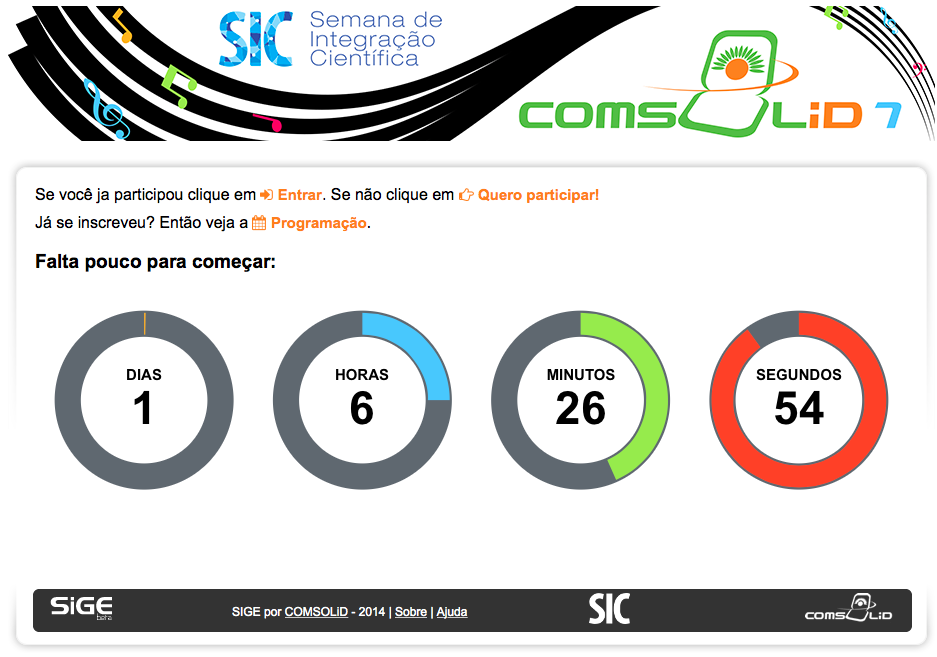 SIC Semana de
Integração
Científica
COMSOLiD 7
Se você ja participou clique em Entrar. Se não clique em Quero participar!
Já se inscreveu? Então veja a Programação.
Falta pouco para começar:
DIAS
1
HORAS
6
MINUTOS
26
SEGUNDOS
54
SiGE
beta
SIGE por COMSOLiD - 2014 | Sobre | Ajuda
SIC
COMSOLiD